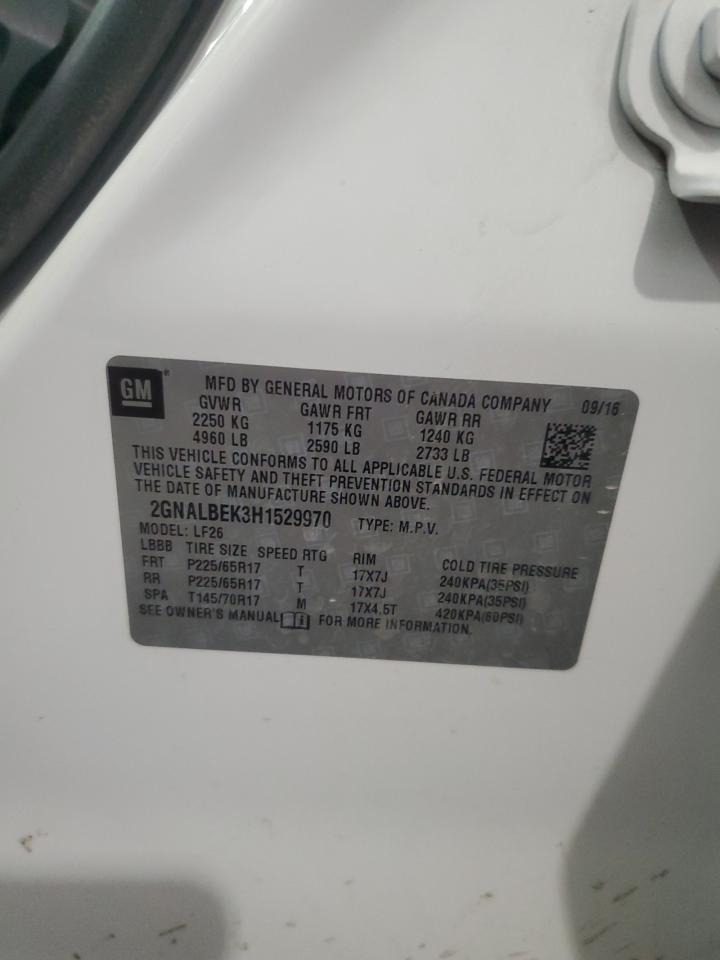 GM ® MFD BY GENERAL MOTORS OF CANADA COMPANY 09/16
GVWR GAWR FRT GAWR RR
2250 KG 1175 KG 1240 KG
4960 LB 2590 LB 2733 LB
THIS VEHICLE CONFORMS TO ALL APPLICABLE U.S. FEDERAL MOTOR
VEHICLE SAFETY AND THEFT PREVENTION STANDARDS IN EFFECT ON
THE DATE OF MANUFACTURE SHOWN ABOVE.
2GNALBEK3H1529970 TYPE: M.P.V.
MODEL: LF26
LBBB TIRE SIZE SPEED RTG RIM COLD TIRE PRESSURE
FRT P225/65R17 T 17X7J 240KPA(35PSI)
RR P225/65R17 T 17X7J 240KPA(35PSI)
SPA T145/70R17 M 17X4.5T 420KPA(60PSI)
SEE OWNER'S MANUAL i FOR MORE INFORMATION.